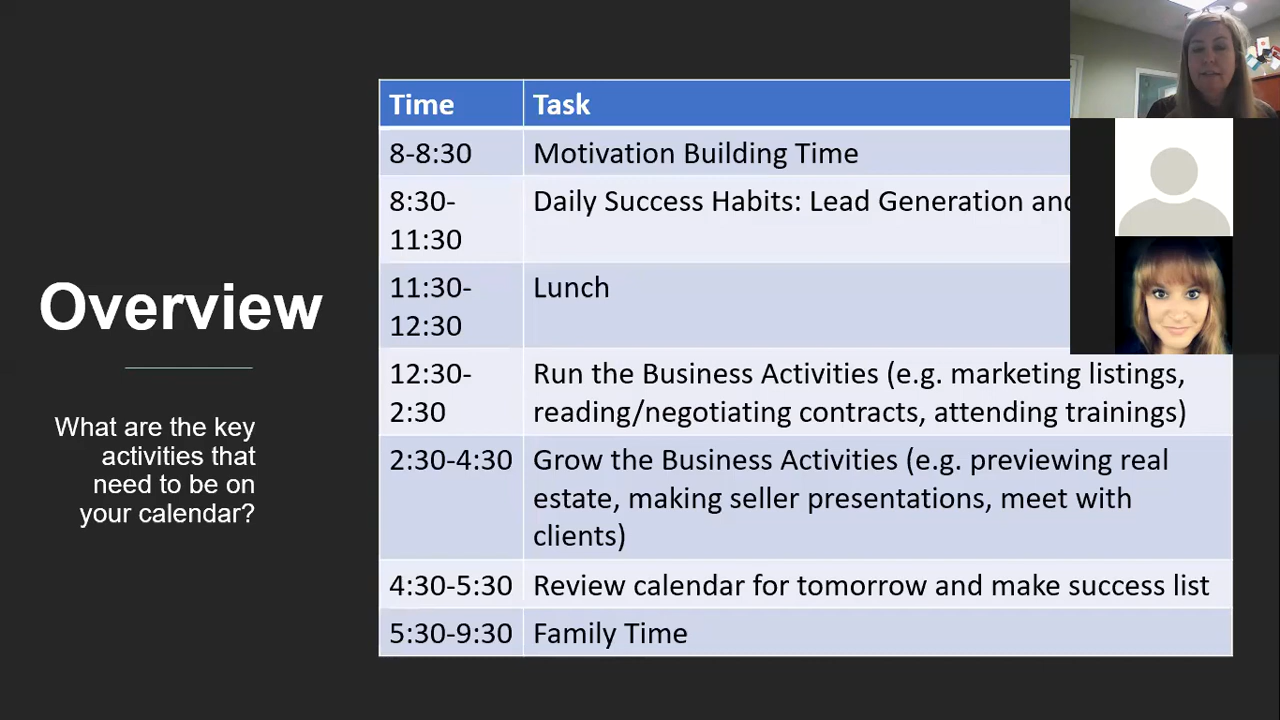 Overview
What are the key
activities that
need to be on
your calendar?
Time Task
8-8:30 Motivation Building Time
8:30- Daily Success Habits: Lead Generation and
11:30
11:30- Lunch
12:30
12:30- Run the Business Activities (e.g. marketing listings,
2:30 reading/negotiating contracts, attending trainings)
2:30-4:30 Grow the Business Activities (e.g. previewing real
estate, making seller presentations, meet with
clients)
4:30-5:30 Review calendar for tomorrow and make success list
5:30-9:30 Family Time